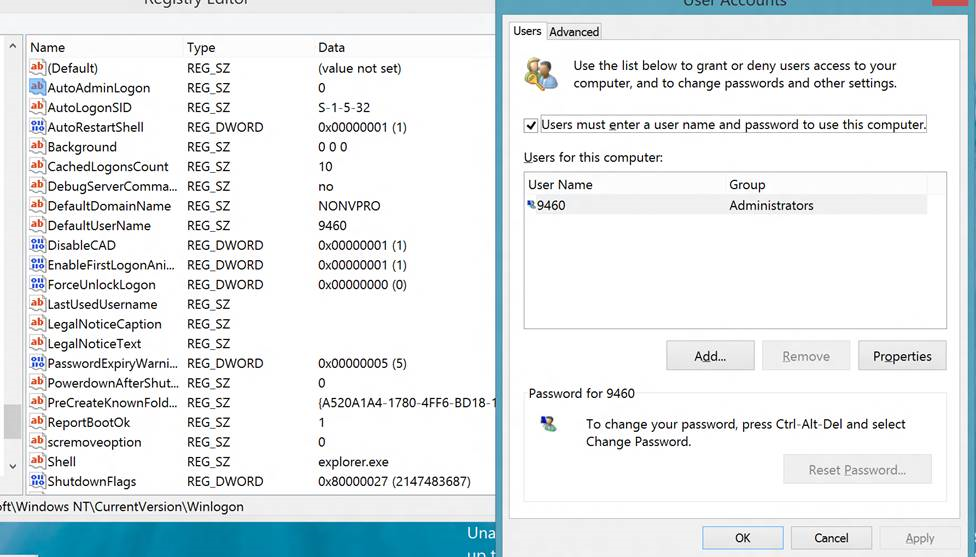 Registry Editor
Name Type Data
(Default) REG_SZ (value not set)
AutoAdminLogon REG_SZ 0
AutoLogonSID REG_SZ S-1-5-32
AutoRestartShell REG_DWORD 0x00000001 (1)
Background REG_SZ 0 0 0
CachedLogonsCount REG_SZ 10
DebugServerComma... REG_SZ no
DefaultDomainName REG_SZ NONVPRO
DefaultUserName REG_SZ 9460
DisableCAD REG_DWORD 0x00000001 (1)
EnableFirstLogonAni... REG_DWORD 0x00000001 (1)
ForceUnlockLogon REG_DWORD 0x00000000 (0)
LastUsedUsername REG_SZ
LegalNoticeCaption REG_SZ
LegalNoticeText REG_SZ
PasswordExpiryWarni... REG_DWORD 0x00000005 (5)
PowerdownAfterShut... REG_SZ 0
PreCreateKnownFold... REG_SZ {A520A1A4-1780-4FF6-BD18-1
ReportBootOk REG_SZ 1
scremoveoption REG_SZ 0
Shell REG_SZ explorer.exe
ShutdownFlags REG_DWORD 0x80000027 (2147483687)
oft\Windows NT\CurrentVersion\Winlogon
Una
up t
User Accounts
Users Advanced
Use the list below to grant or deny users access to your
computer, and to change passwords and other settings.
Users must enter a user name and password to use this computer.
Users for this computer:
User Name Group
9460 Administrators
Add... Remove Properties
Password for 9460
To change your password, press Ctrl-Alt-Del and select
Change Password.
Reset Password...
OK Cancel Apply